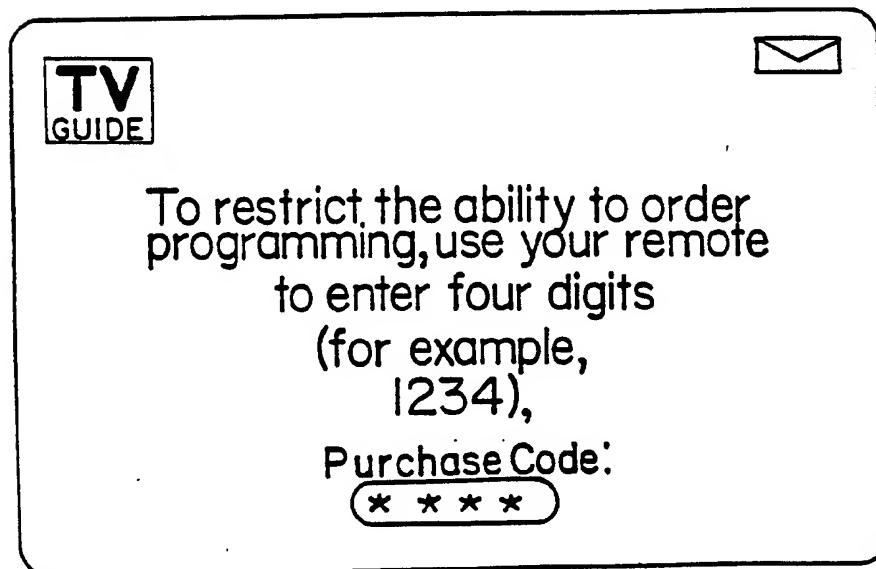 TV
GUIDE
To restrict the ability to order
programming, use your remote
to enter four digits
(for example,
1234),
Purchase Code:
* * * *